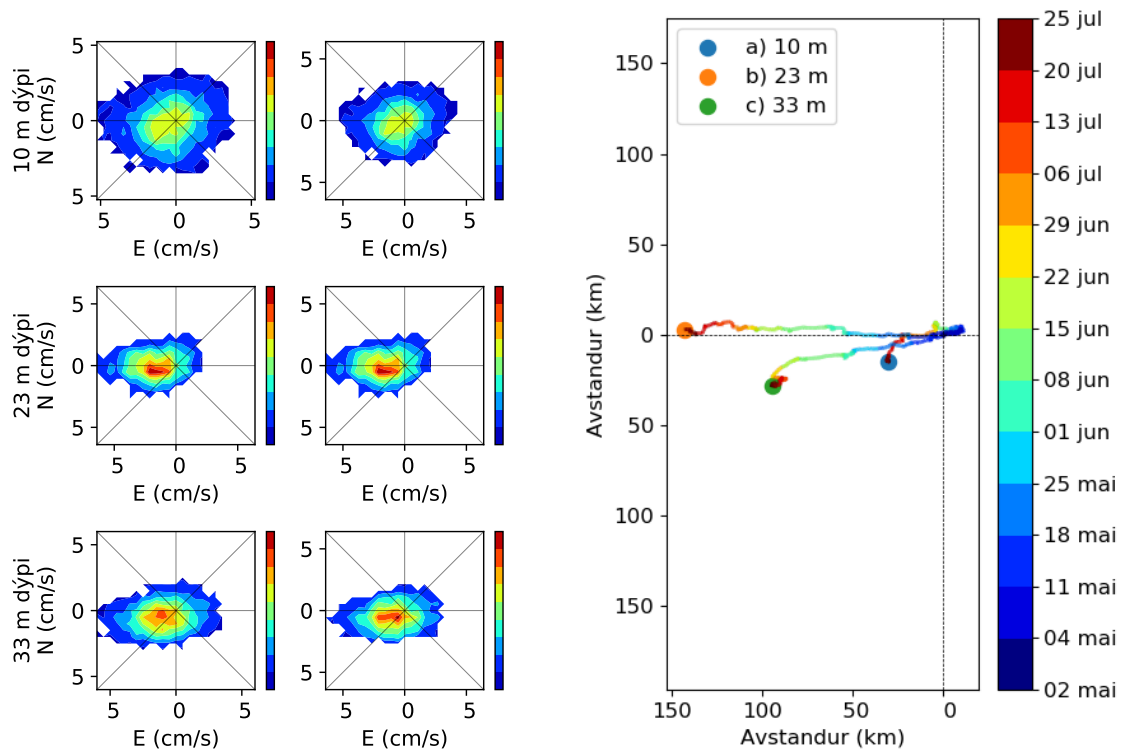 10 m dýpi
N (cm/s)
5
0
5
5 0 5
E (cm/s)
5
0
5
5 0 5
E (cm/s)
23 m dýpi
N (cm/s)
5
0
5
5 0 5
E (cm/s)
5
0
5
5 0 5
E (cm/s)
33 m dýpi
N (cm/s)
5
0
5
5 0 5
E (cm/s)
5
0
5
5 0 5
E (cm/s)
a) 10 m
b) 23 m
c) 33 m
Avstandur (km)
150
100
50
0
50
100
150
150 100 50 0
Avstandur (km)
25 jul
20 jul
13 jul
06 jul
29 jun
22 jun
15 jun
08 jun
01 jun
25 mai
18 mai
11 mai
04 mai
02 mai